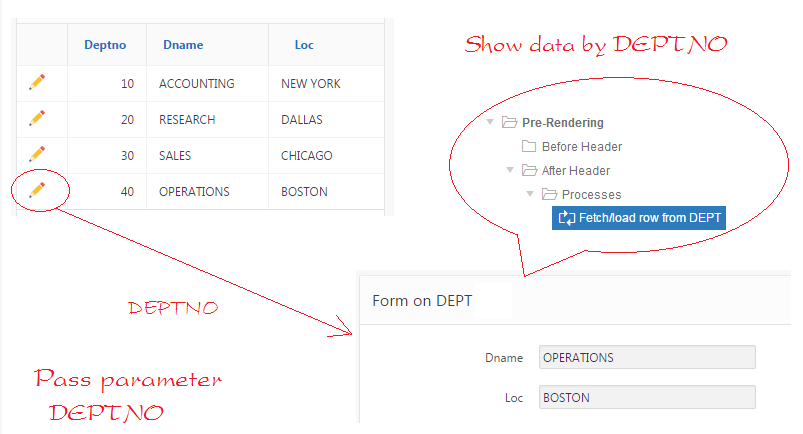 Deptno Dname Loc
10 ACCOUNTING NEW YORK
20 RESEARCH DALLAS
30 SALES CHICAGO
40 OPERATIONS BOSTON
Show data by DEPTNO
Pre-Rendering
Before Header
After Header
Processes
Fetch/load row from DEPT
DEPTNO
Pass parameter
DEPTNO
Form on DEPT
Dname OPERATIONS
Loc BOSTON